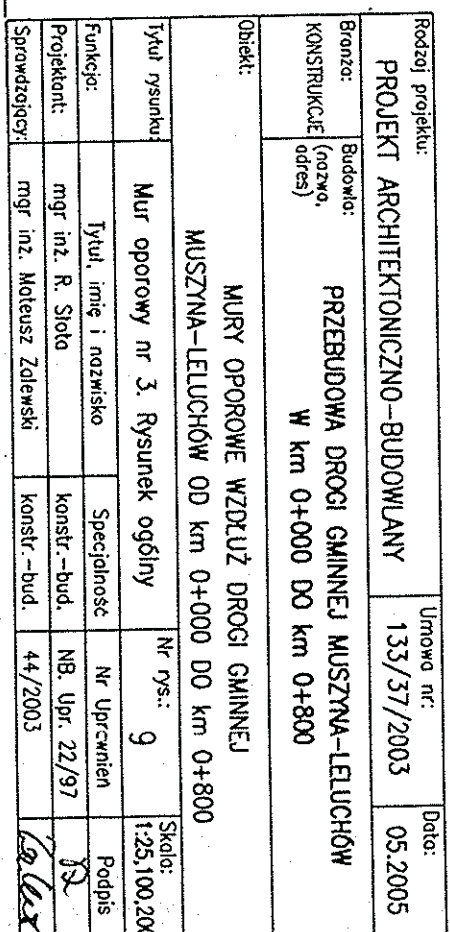 Rodzaj projektu:
PROJEKT ARCHITEKTONICZNO-BUDOWLANY
Umowa nr:
133/37/2003
Data:
05.2005
Branża:
KONSTRUKCJE
Budowla:
(nazwa,
adres)
PRZEBUDOWA DROGI GMINNEJ MUSZYNA-LELUCHÓW
W km 0+000 DO km 0+800
Obiekt:
MURY OPOROWE WZDŁUŻ DROGI GMINNEJ
MUSZYNA-LELUCHÓW OD km 0+000 DO km 0+800
Tytuł rysunku:
Mur oporowy nr 3. Rysunek ogólny
Nr rys.:
9
Skala:
1:25,100,200
Funkcja: Tytuł, imię i nazwisko Specjalność Nr Uprawnień Podpis
Projektant: mgr inż. R. Słota konstr.-bud. NB. Upr. 22/97
Sprawdzający: mgr inż. Mateusz Zalewski konstr.-bud. 44/2003